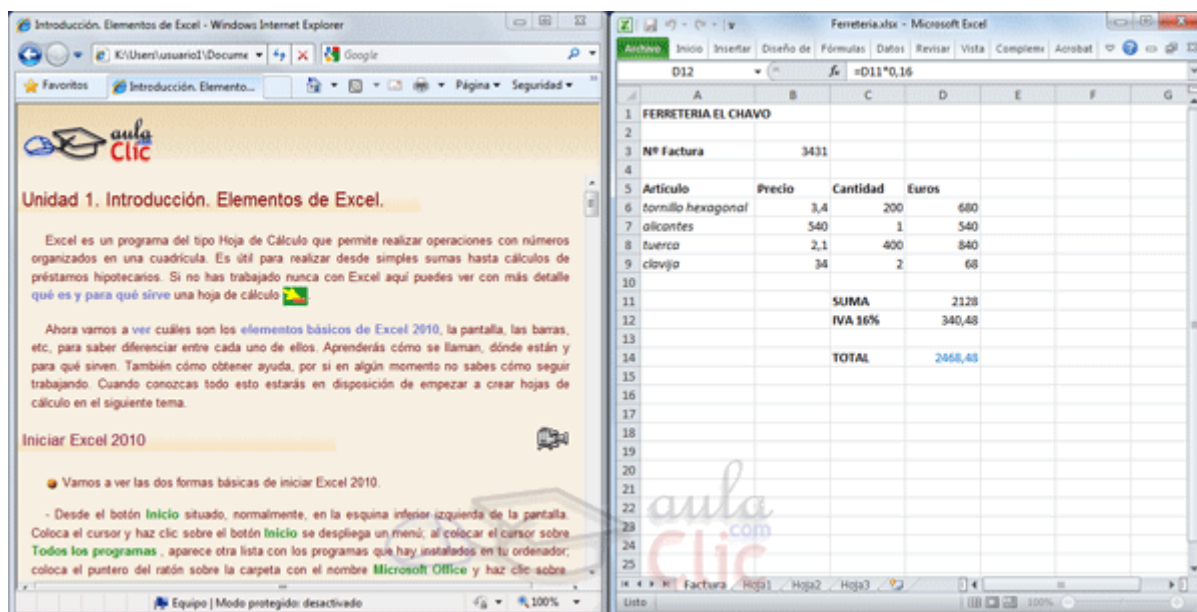 Introducción. Elementos de Excel - Windows Internet Explorer
K:\Users\usuario1\Docume
Google
Favoritos Introducción. Elemento... Página Seguridad
aula
Clic
Unidad 1. Introducción. Elementos de Excel.
Excel es un programa del tipo Hoja de Cálculo que permite realizar operaciones con números
organizados en una cuadrícula. Es útil para realizar desde simples sumas hasta cálculos de
préstamos hipotecarios. Si no has trabajado nunca con Excel aquí puedes ver con más detalle
qué es y para qué sirve una hoja de cálculo .
Ahora vamos a ver cuáles son los elementos básicos de Excel 2010, la pantalla, las barras,
etc, para saber diferenciar entre cada uno de ellos. Aprenderás cómo se llaman, dónde están y
para qué sirven. También cómo obtener ayuda, por si en algún momento no sabes cómo seguir
trabajando. Cuando conozcas todo esto estarás en disposición de empezar a crear hojas de
cálculo en el siguiente tema.
Iniciar Excel 2010
Vamos a ver las dos formas básicas de iniciar Excel 2010.
- Desde el botón Inicio situado, normalmente, en la esquina inferior izquierda de la pantalla.
Coloca el cursor y haz clic sobre el botón Inicio se despliega un menú; al colocar el cursor sobre
Todos los programas , aparece otra lista con los programas que hay instalados en tu ordenador;
coloca el puntero del ratón sobre la carpeta con el nombre Microsoft Office y haz clic sobre
Equipo | Modo protegido: desactivado 100%
Ferreteria.xlsx - Microsoft Excel
Archivo Inicio Insertar Diseño de Fórmulas Datos Revisar Vista Complem Acrobat
D12 fx =D11*0,16
A B C D E F G
1 FERRETERIA EL CHAVO
2
3 Nº Factura 3431
4
5 Artículo Precio Cantidad Euros
6 tornillo hexagonal 3,4 200 680
7 alicantes 540 1 540
8 tuerca 2,1 400 840
9 clavija 34 2 68
10
11 SUMA 2128
12 IVA 16% 340,48
13
14 TOTAL 2468,48
15
16
17
18
19
20
21
22
23
24
25
aula
.com
Clic
Factura Hoja1 Hoja2 Hoja3
Listo 100%